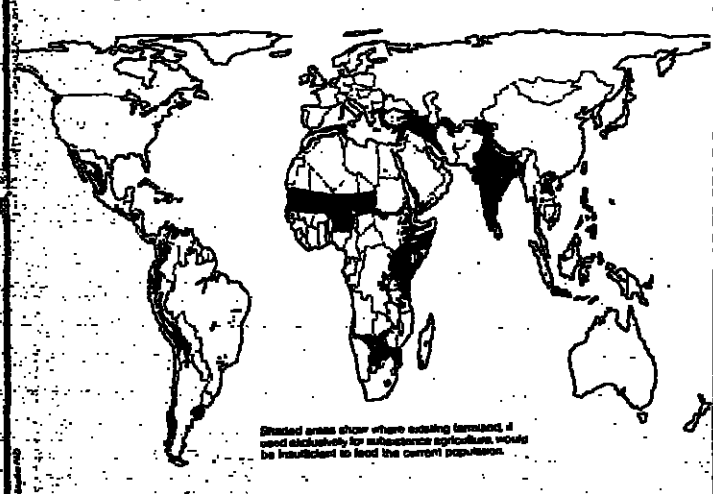 Shaded areas show where existing farmland, if
used exclusively for subsistence agriculture, would
be insufficient to feed the current population.